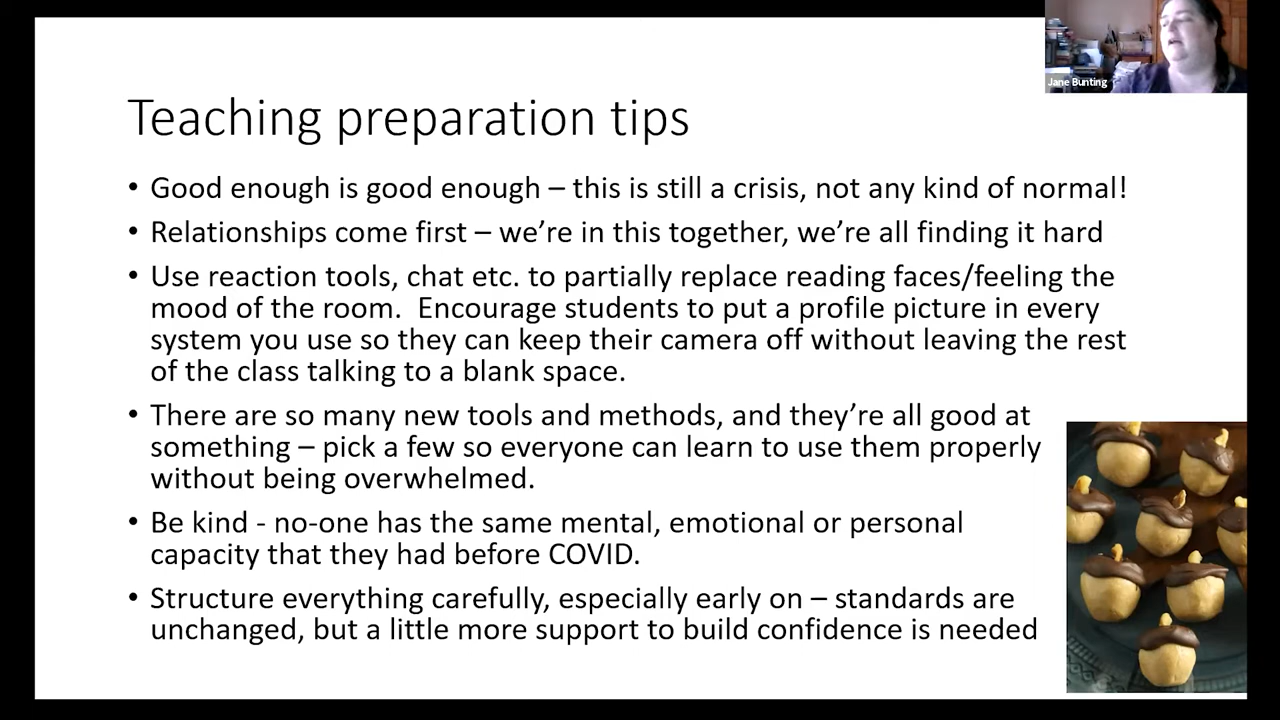 Jane Bunting
Teaching preparation tips
• Good enough is good enough – this is still a crisis, not any kind of normal!
• Relationships come first – we’re in this together, we’re all finding it hard
• Use reaction tools, chat etc. to partially replace reading faces/feeling the
mood of the room.  Encourage students to put a profile picture in every
system you use so they can keep their camera off without leaving the rest
of the class talking to a blank space.
• There are so many new tools and methods, and they’re all good at
something – pick a few so everyone can learn to use them properly
without being overwhelmed.
• Be kind - no-one has the same mental, emotional or personal
capacity that they had before COVID.
• Structure everything carefully, especially early on – standards are
unchanged, but a little more support to build confidence is needed